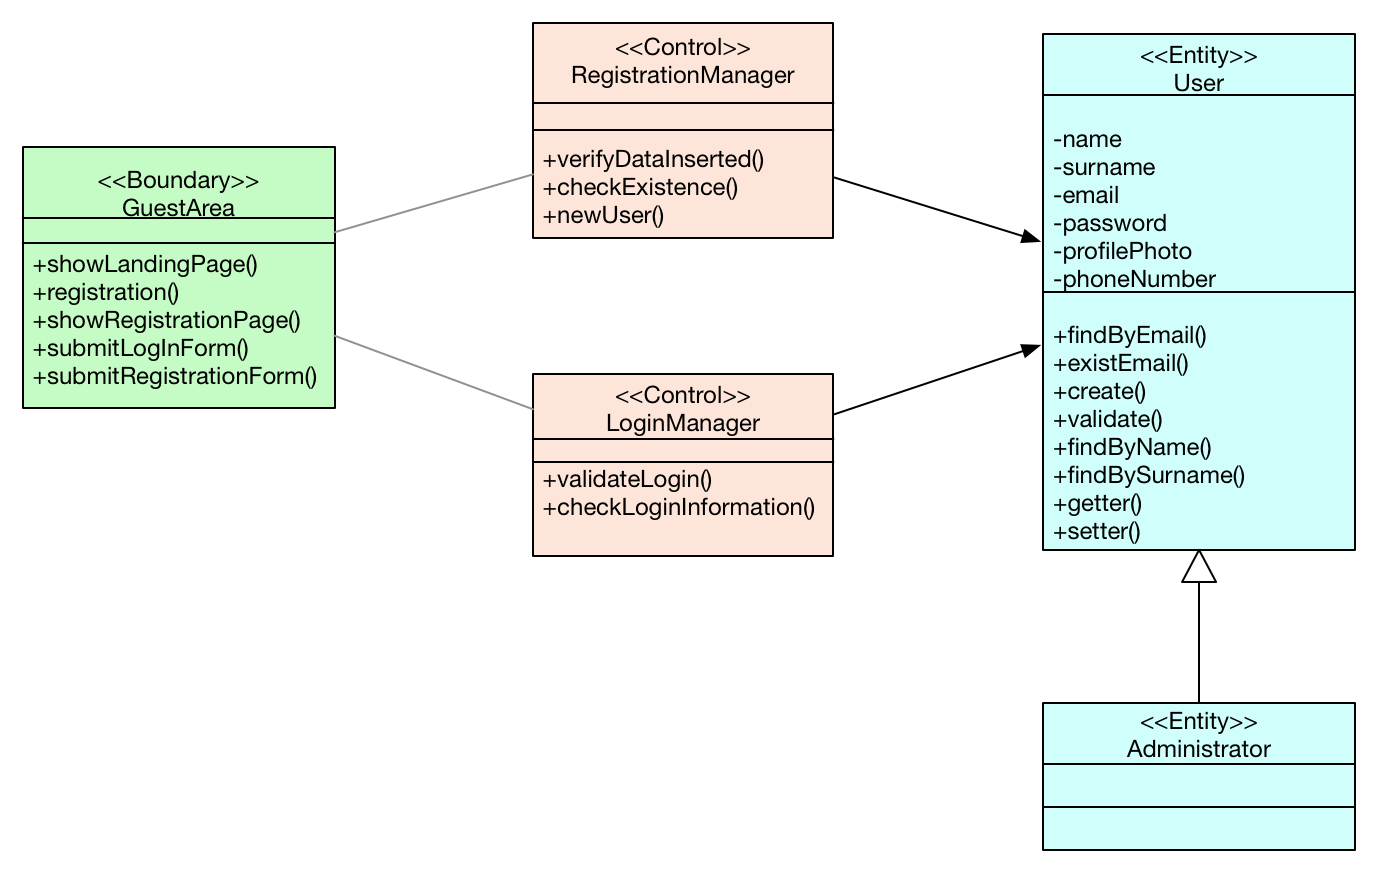 <<Boundary>>
GuestArea
+showLandingPage()
+registration()
+showRegistrationPage()
+submitLogInForm()
+submitRegistrationForm()
<<Control>>
RegistrationManager
+verifyDataInserted()
+checkExistence()
+newUser()
<<Control>>
LoginManager
+validateLogin()
+checkLoginInformation()
<<Entity>>
User
-name
-surname
-email
-password
-profilePhoto
-phoneNumber
+findByEmail()
+existEmail()
+create()
+validate()
+findByName()
+findBySurname()
+getter()
+setter()
<<Entity>>
Administrator